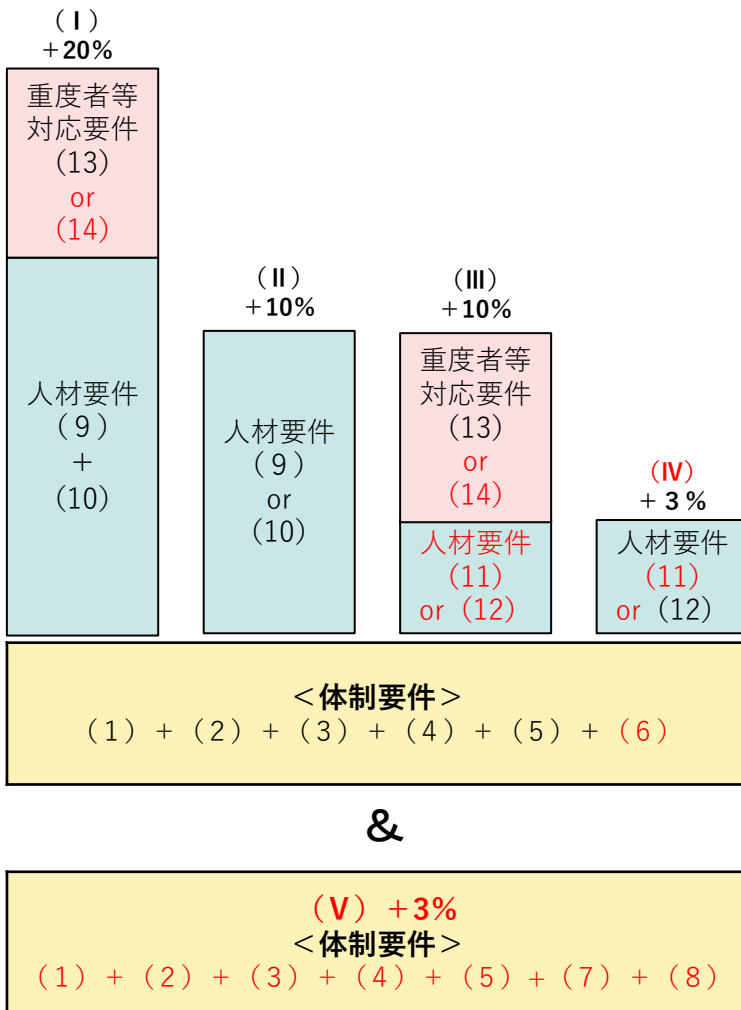 (Ⅰ)
+20%
重度者等
対応要件
(13)
or
(14)
人材要件
(9)
+
(10)
(Ⅱ)
+10%
人材要件
(9)
or
(10)
(Ⅲ)
+10%
重度者等
対応要件
(13)
or
(14)
人材要件
(11)
or (12)
(Ⅳ)
+3%
人材要件
(11)
or (12)
<体制要件>
(1) + (2) + (3) + (4) + (5) + (6)
&
(Ⅴ) +3%
<体制要件>
(1) + (2) + (3) + (4) + (5) + (7) + (8)